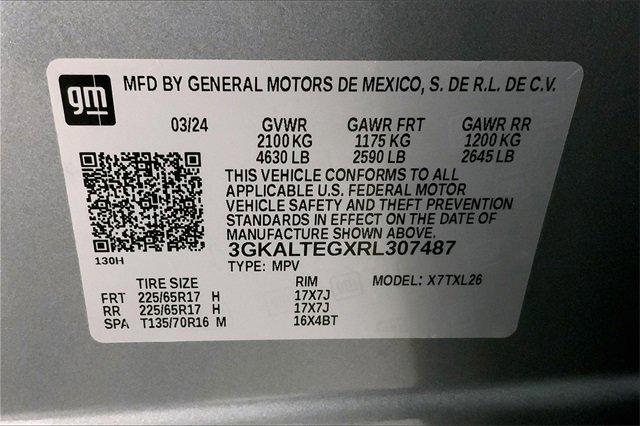 gm
MFD BY GENERAL MOTORS DE MEXICO, S. DE R.L. DE C.V.
03/24 GVWR GAWR FRT GAWR RR
2100 KG 1175 KG 1200 KG
4630 LB 2590 LB 2645 LB
THIS VEHICLE CONFORMS TO ALL
APPLICABLE U.S. FEDERAL MOTOR
VEHICLE SAFETY AND THEFT PREVENTION
STANDARDS IN EFFECT ON THE DATE OF
MANUFACTURE SHOWN ABOVE.
3GKALTEGXRL307487
130H
TYPE: MPV
TIRE SIZE RIM MODEL: X7TXL26
FRT 225/65R17 H 17X7J
RR 225/65R17 H 17X7J
SPA T135/70R16 M 16X4BT